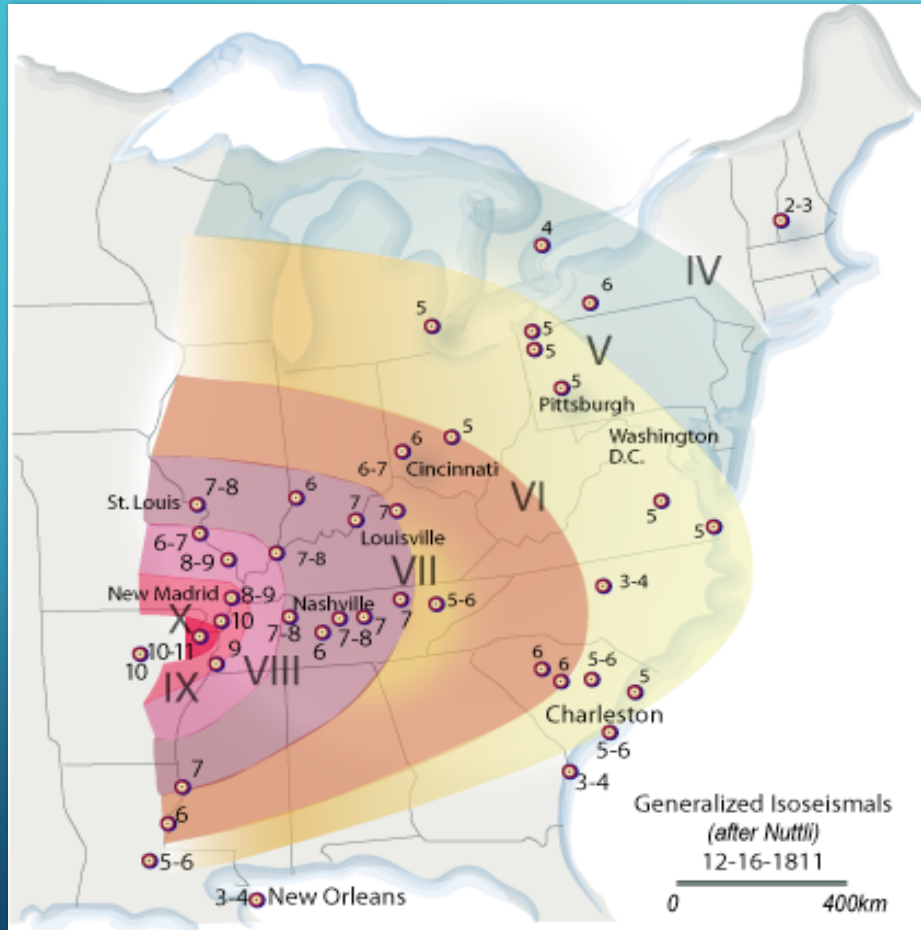 2-3
4
IV
6
5
5
V
5
5
Pittsburgh
Washington
D.C.
5
6
Cincinnati
6-7
VI
7-8
St. Louis
6
7
7
Louisville
5
5
6-7
8-9
7-8
VII
New Madrid
8-9
Nashville
5-6
3-4
X
10
7-8
6
7-8
7
7
10-11
10
9
VIII
IX
6
6
5-6
5
Charleston
5-6
3-4
7
6
5-6
3-4
New Orleans
Generalized Isoseismals
(after Nuttli)
12-16-1811
0 400km